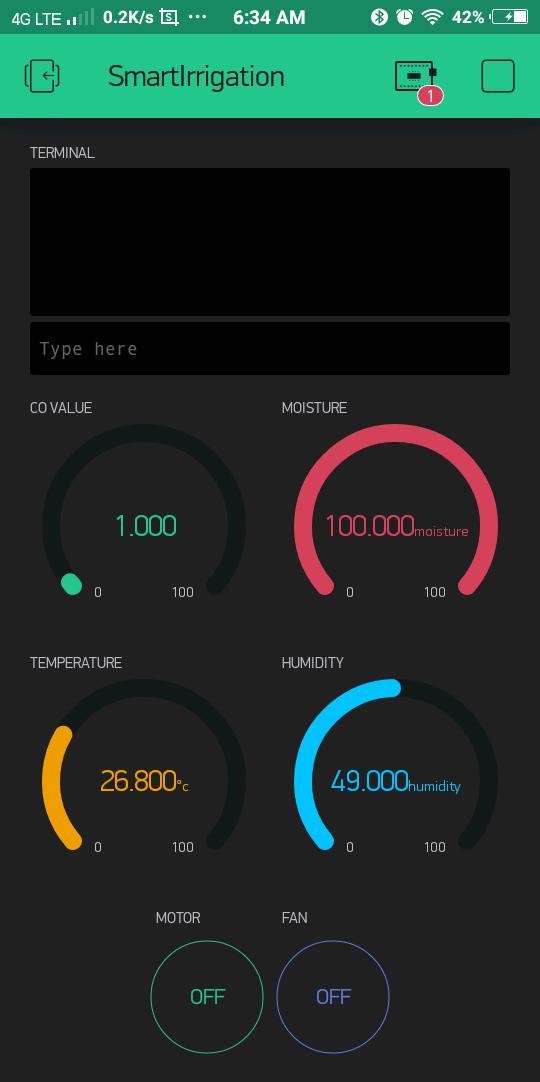 4G LTE 0.2K/s S ... 6:34 AM 42%
SmartIrrigation
1
TERMINAL
Type here
CO VALUE MOISTURE
1.000 100.000moisture
0 100 0 100
TEMPERATURE HUMIDITY
26.800°c 49.000humidity
0 100 0 100
MOTOR FAN
OFF OFF